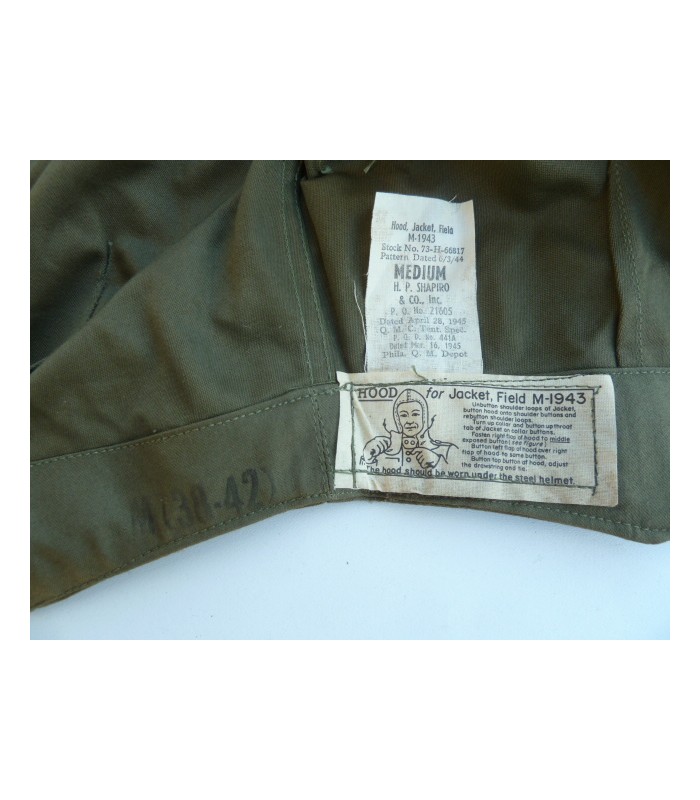 Hood, Jacket, Field
M-1943
Stock No. 73-H-66817
Pattern Dated 6/3/44
MEDIUM
H. P. SHAPIRO
& CO., Inc.
P. O. No. 21605
Dated April 28, 1945
Q. M. C. Tent. Spec.
P. Q. D. No. 441A
Dated Mar. 16, 1945
Phila. Q. M. Depot
HOOD for Jacket, Field M-1943
Unbutton shoulder loops of Jacket,
button hood onto shoulder buttons and
rebutton shoulder loops.
Turn up collar and button upthroat
tab of Jacket on collar buttons.
Fasten right flap of hood to middle
exposed button (see figure)
Button left flap of hood over right
flap of hood to same button.
Button top button of hood, adjust
the drawstring and tie.
The hood should be worn under the steel helmet.
M (38-42)